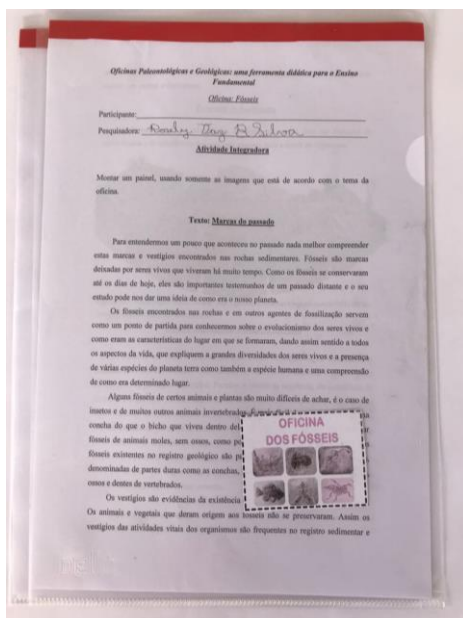 Oficinas Paleontológicas e Geológicas: uma ferramenta didática para o Ensino
Fundamental
Oficina: Fósseis
Participante:
Pesquisadora: Rosely
Silva
Atividade Integradora
Montar um painel, usando somente as imagens que está de acordo com o tema da
oficina.
Texto: Marcas do passado
Para entendermos um pouco que aconteceu no passado nada melhor compreender
estas marcas e vestígios encontrados nas rochas sedimentares. Fósseis são marcas
deixadas por seres vivos que viveram há muito tempo. Como os fósseis se conservaram
até os dias de hoje, eles são importantes testemunhos de um passado distante e o seu
estudo pode nos dar uma ideia de como era o nosso planeta.
Os fósseis encontrados nas rochas e em outros agentes de fossilização servem
como um ponto de partida para conhecermos sobre o evolucionismo dos seres vivos e
como eram as características do lugar em que se formaram, dando assim sentido a todos
os aspectos da vida, que expliquem a grandes diversidades dos seres vivos e a presença
de várias espécies do planeta terra como também a espécie humana e uma compreensão
de como era determinado lugar.
Alguns fósseis de certos animais e plantas são muito difíceis de achar, é o caso de
insetos e de muitos outros animais invertebrados
concha do que o bicho que viveu dentro
fósseis de animais moles, sem ossos, como
fósseis existentes no registro geológico são
denominadas de partes duras como as conchas,
ossos e dentes de vertebrados.
OFICINA
DOS FÓSSEIS
Os vestígios são evidências da existência
Os animais e vegetais que deram origem aos fósseis não se preservaram. Assim os
vestígios das atividades vitais dos organismos são frequentes no registro sedimentar e